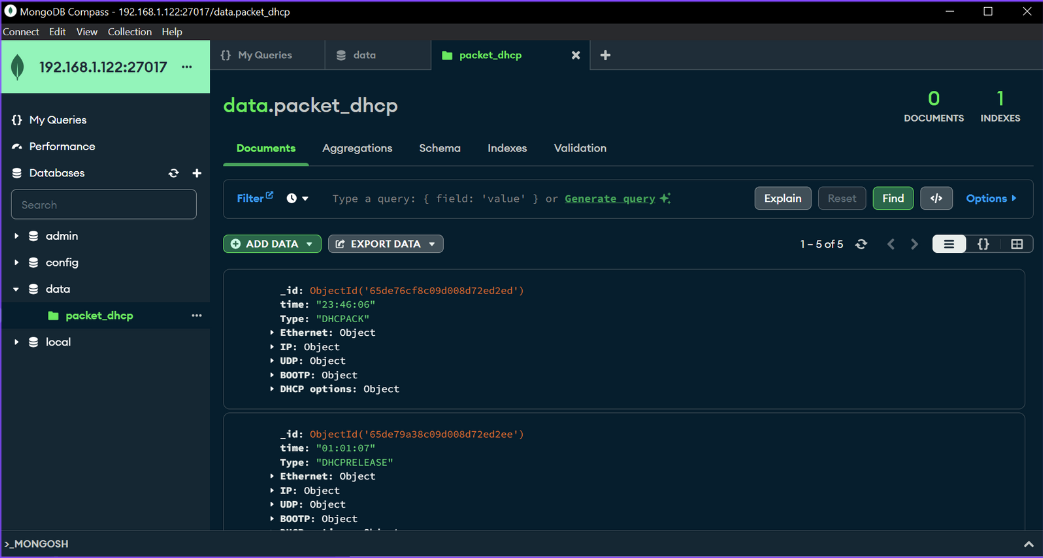 MongoDB Compass - 192.168.1.122:27017/data.packet_dhcp
Connect Edit View Collection Help
192.168.1.122:27017 ...
{} My Queries
data
packet_dhcp
{} My Queries
Performance
Databases
Search
admin
config
data
packet_dhcp ...
local
data.packet_dhcp
0
DOCUMENTS
1
INDEXES
Documents Aggregations Schema Indexes Validation
Filter
Type a query: { field: 'value' } or Generate query
Explain Reset Find </> Options
ADD DATA EXPORT DATA
1 – 5 of 5
{}
_id: ObjectId('65de76cf8c09d008d72ed2ed')
time: "23:46:06"
Type: "DHCPACK"
Ethernet: Object
IP: Object
UDP: Object
BOOTP: Object
DHCP options: Object
_id: ObjectId('65de79a38c09d008d72ed2ee')
time: "01:01:07"
Type: "DHCPRELEASE"
Ethernet: Object
IP: Object
UDP: Object
BOOTP: Object
>_MONGOSH